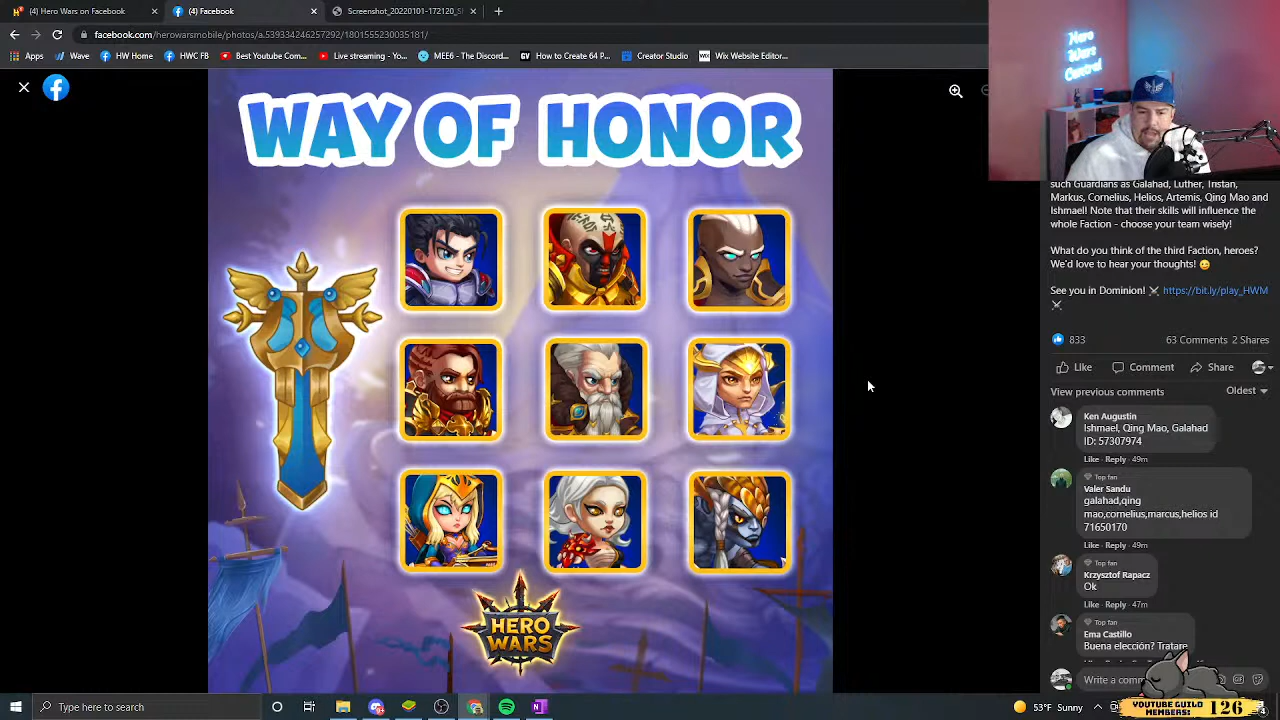 (4) Hero Wars on Facebook
(4) Facebook
Screenshot_20220101-172120_S
facebook.com/herowarsmobile/photos/a.539334246257292/1801555230035181/
Apps
Wave
HW Home
HWC FB
Best Youtube Com...
Live streaming - Yo...
MEE6 - The Discord...
How to Create 64 P...
Creator Studio
WIX
Wix Website Editor...
Hero
Wars
Central
WAY OF HONOR
HERO
WARS
such Guardians as Galahad, Luther, Tristan,
Markus, Cornelius, Helios, Artemis, Qing Mao and
Ishmael! Note that their skills will influence the
whole Faction - choose your team wisely!
What do you think of the third Faction, heroes?
We'd love to hear your thoughts! 😄
See you in Dominion! ⚔ https://bit.ly/play_HWM
⚔
833
63 Comments 2 Shares
Like
Comment
Share
View previous comments
Oldest
Ken Augustin
Ishmael, Qing Mao, Galahad
ID: 57307974
Like · Reply · 49m
Top fan
Valer Sandu
galahad,qing
mao,cornelius,marcus,helios id
71650170
Like · Reply · 49m
Top fan
Krzysztof Rapacz
Ok
Like · Reply · 47m
Top fan
Ema Castillo
Buena elección? Tratare
Write a com
YOUTUBE GUILD
MEMBERS:
126
Type here to search
53°F Sunny